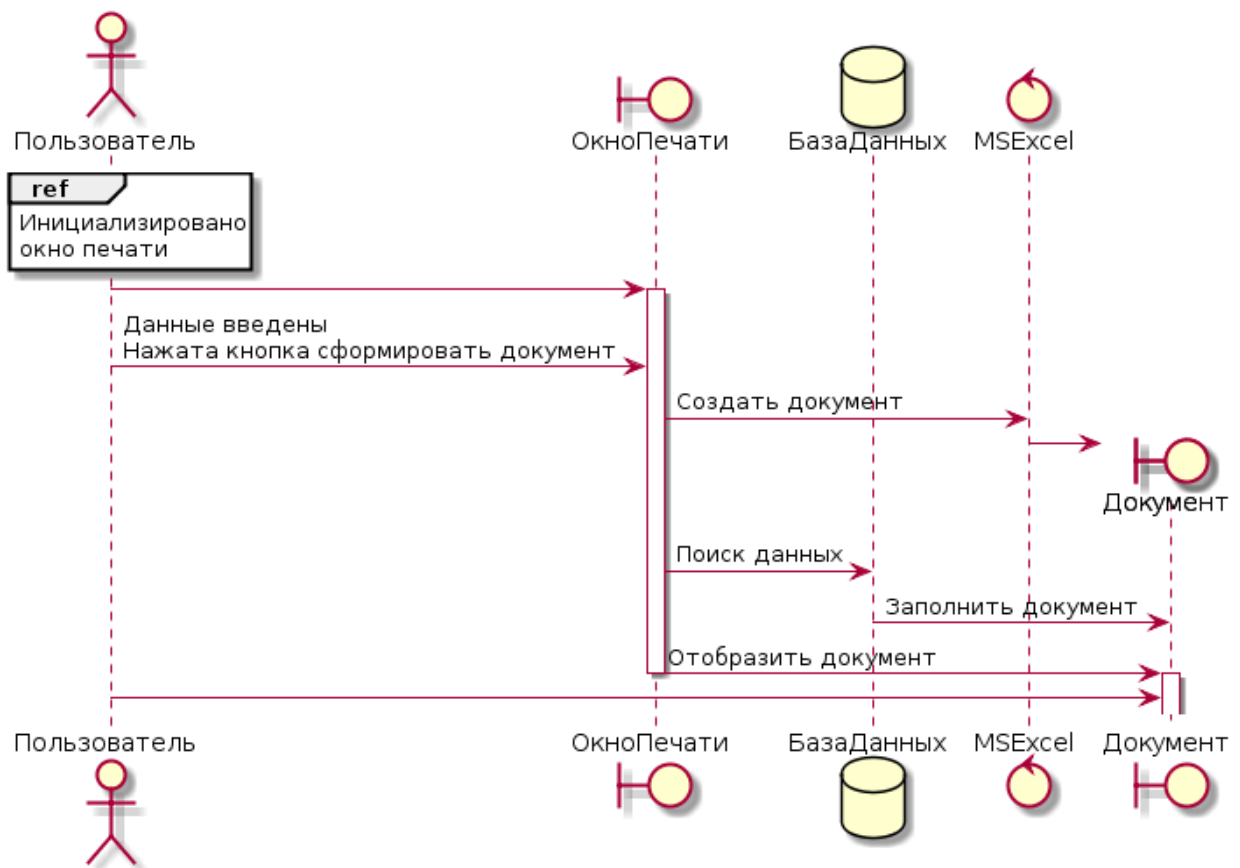 Пользователь
ОкноПечати
БазаДанных
MSExcel
ref
Инициализировано
окно печати
Данные введены
Нажата кнопка сформировать документ
Создать документ
Документ
Поиск данных
Заполнить документ
Отобразить документ
Пользователь
ОкноПечати
БазаДанных
MSExcel
Документ